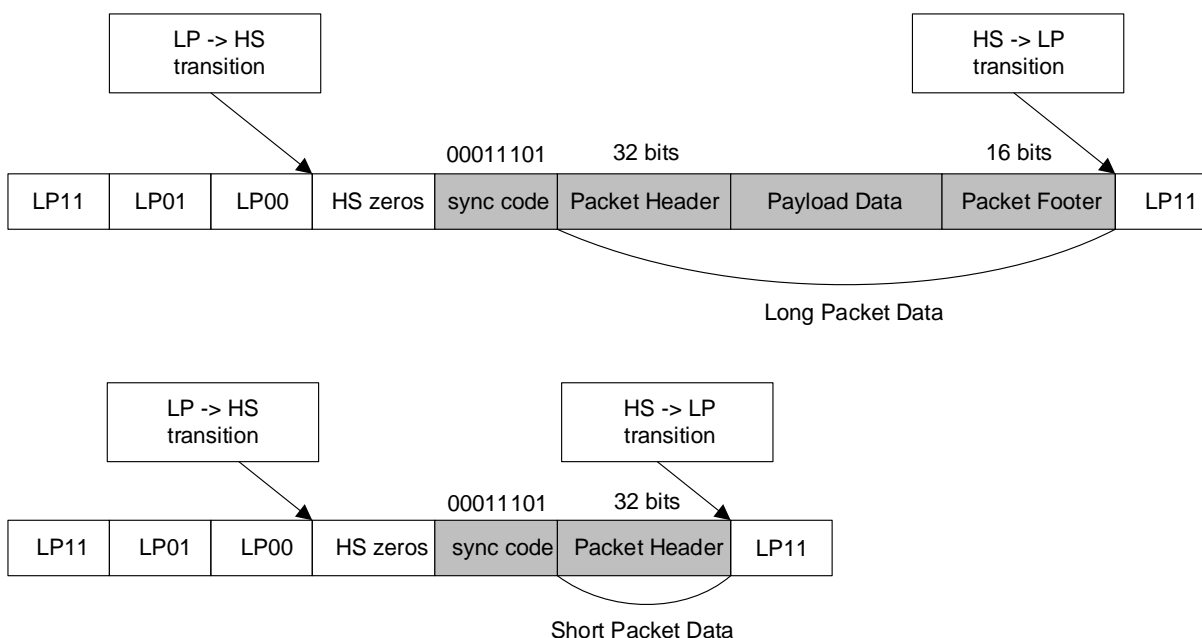 LP -> HS
transition
HS -> LP
transition
00011101
32 bits
16 bits
LP11
LP01
LP00
HS zeros
sync code
Packet Header
Payload Data
Packet Footer
LP11
Long Packet Data
LP -> HS
transition
HS -> LP
transition
00011101
32 bits
LP11
LP01
LP00
HS zeros
sync code
Packet Header
LP11
Short Packet Data